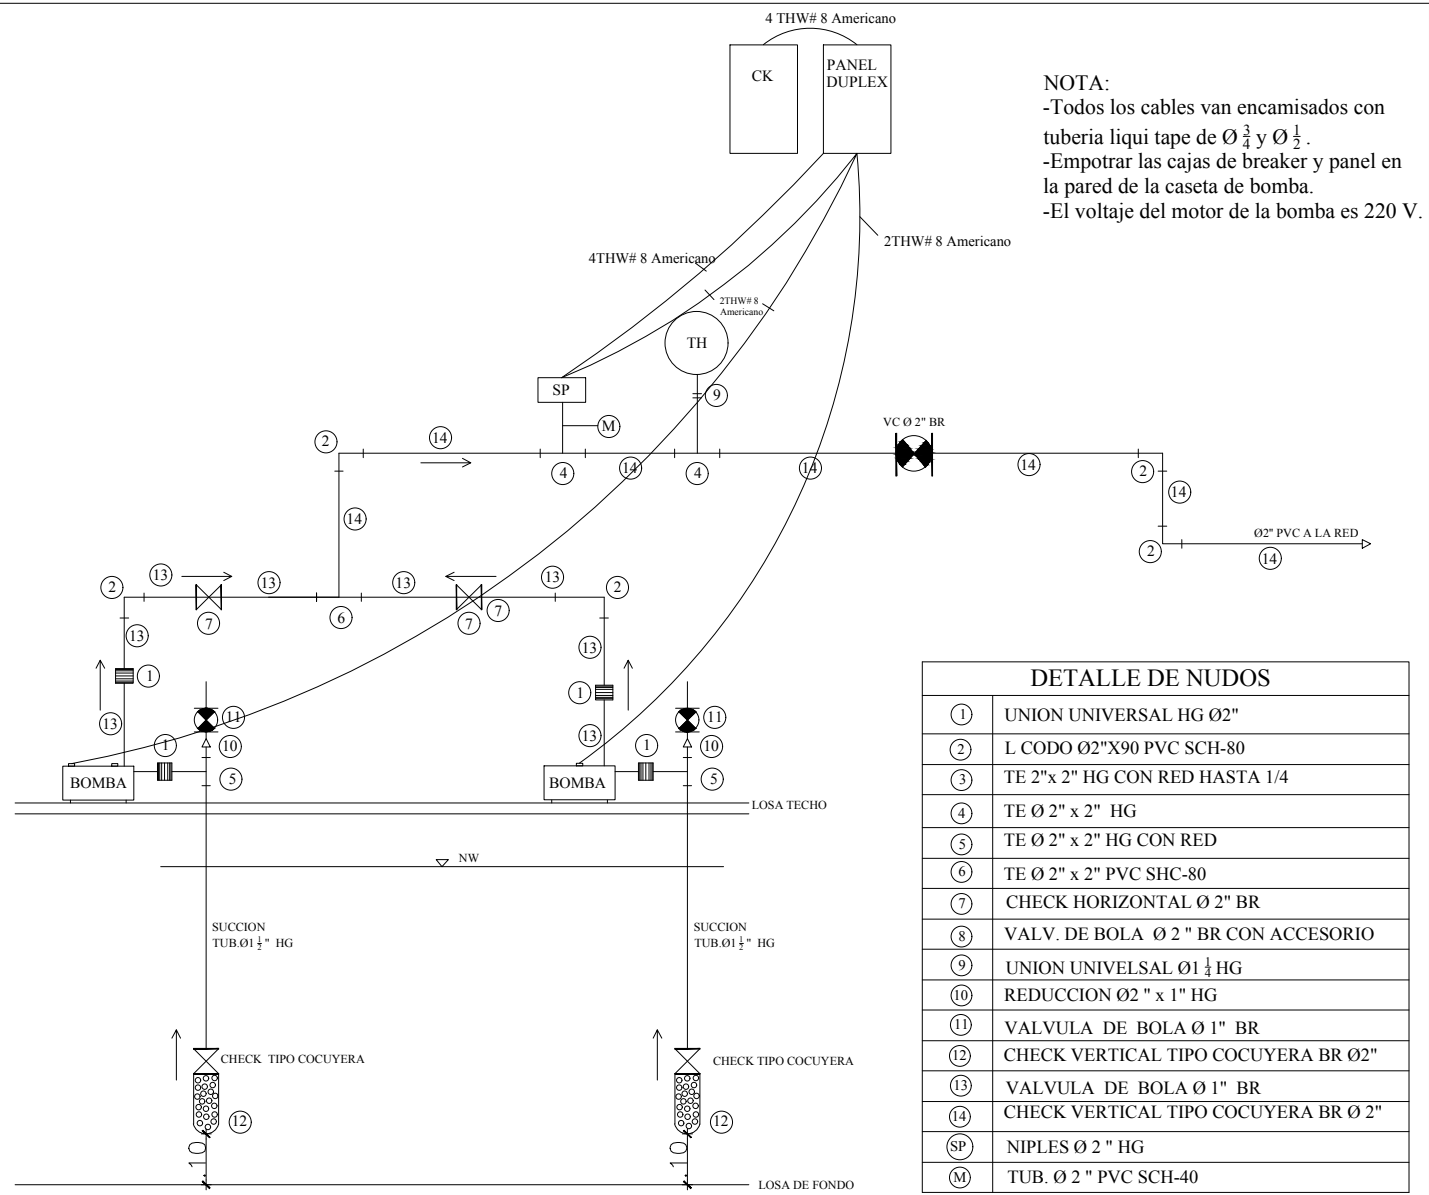 4 THW# 8 Americano
CK
PANEL
DUPLEX
NOTA:
-Todos los cables van encamisados con
tuberia liqui tape de Ø 3/4 y Ø 1/2 .
-Empotrar las cajas de breaker y panel en
la pared de la caseta de bomba.
-El voltaje del motor de la bomba es 220 V.
2THW# 8 Americano
4THW# 8 Americano
2THW# 8
Americano
TH
SP
9
M
VC Ø 2" BR
2
14
4
14
4
14
14
2
14
14
2
Ø2" PVC A LA RED
14
2
13
13
13
13
2
7
6
7
7
13
13
1
1
13
11
13
11
1
10
1
10
BOMBA
5
BOMBA
5
LOSA TECHO
NW
SUCCION
TUB.Ø1 1/2 " HG
SUCCION
TUB.Ø1 1/2 " HG
CHECK TIPO COCUYERA
CHECK TIPO COCUYERA
12
12
.10
.10
LOSA DE FONDO
DETALLE DE NUDOS
1 UNION UNIVERSAL HG Ø2"
2 L CODO Ø2"X90 PVC SCH-80
3 TE 2"x 2" HG CON RED HASTA 1/4
4 TE Ø 2" x 2" HG
5 TE Ø 2" x 2" HG CON RED
6 TE Ø 2" x 2" PVC SHC-80
7 CHECK HORIZONTAL Ø 2" BR
8 VALV. DE BOLA Ø 2 " BR CON ACCESORIO
9 UNION UNIVELSAL Ø1 1/4 HG
10 REDUCCION Ø2 " x 1" HG
11 VALVULA DE BOLA Ø 1" BR
12 CHECK VERTICAL TIPO COCUYERA BR Ø2"
13 VALVULA DE BOLA Ø 1" BR
14 CHECK VERTICAL TIPO COCUYERA BR Ø 2"
SP NIPLES Ø 2 " HG
M TUB. Ø 2 " PVC SCH-40